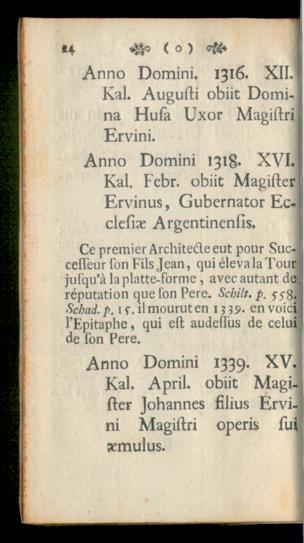 24 ( o )
Anno Domini. 1316. XII.
Kal. Auguſti obiit Domi-
na Huſa Uxor Magiſtri
Ervini.
Anno Domini 1318. XVI.
Kal. Febr. obiit Magiſter
Ervinus, Gubernator Ec-
cleſiæ Argentinenſis.
Ce premier Architecte eut pour Suc-
ceſſeur ſon Fils Jean, qui éleva la Tour
juſqu'à la platte-forme, avec autant de
réputation que ſon Pere. Schilt. p. 558.
Schad. p. 15. il mourut en 1339. en voici
l'Epitaphe, qui eſt audeſſus de celui
de ſon Pere.
Anno Domini 1339. XV.
Kal. April. obiit Magi-
ſter Johannes filius Ervi-
ni Magiſtri operis ſui
æmulus.